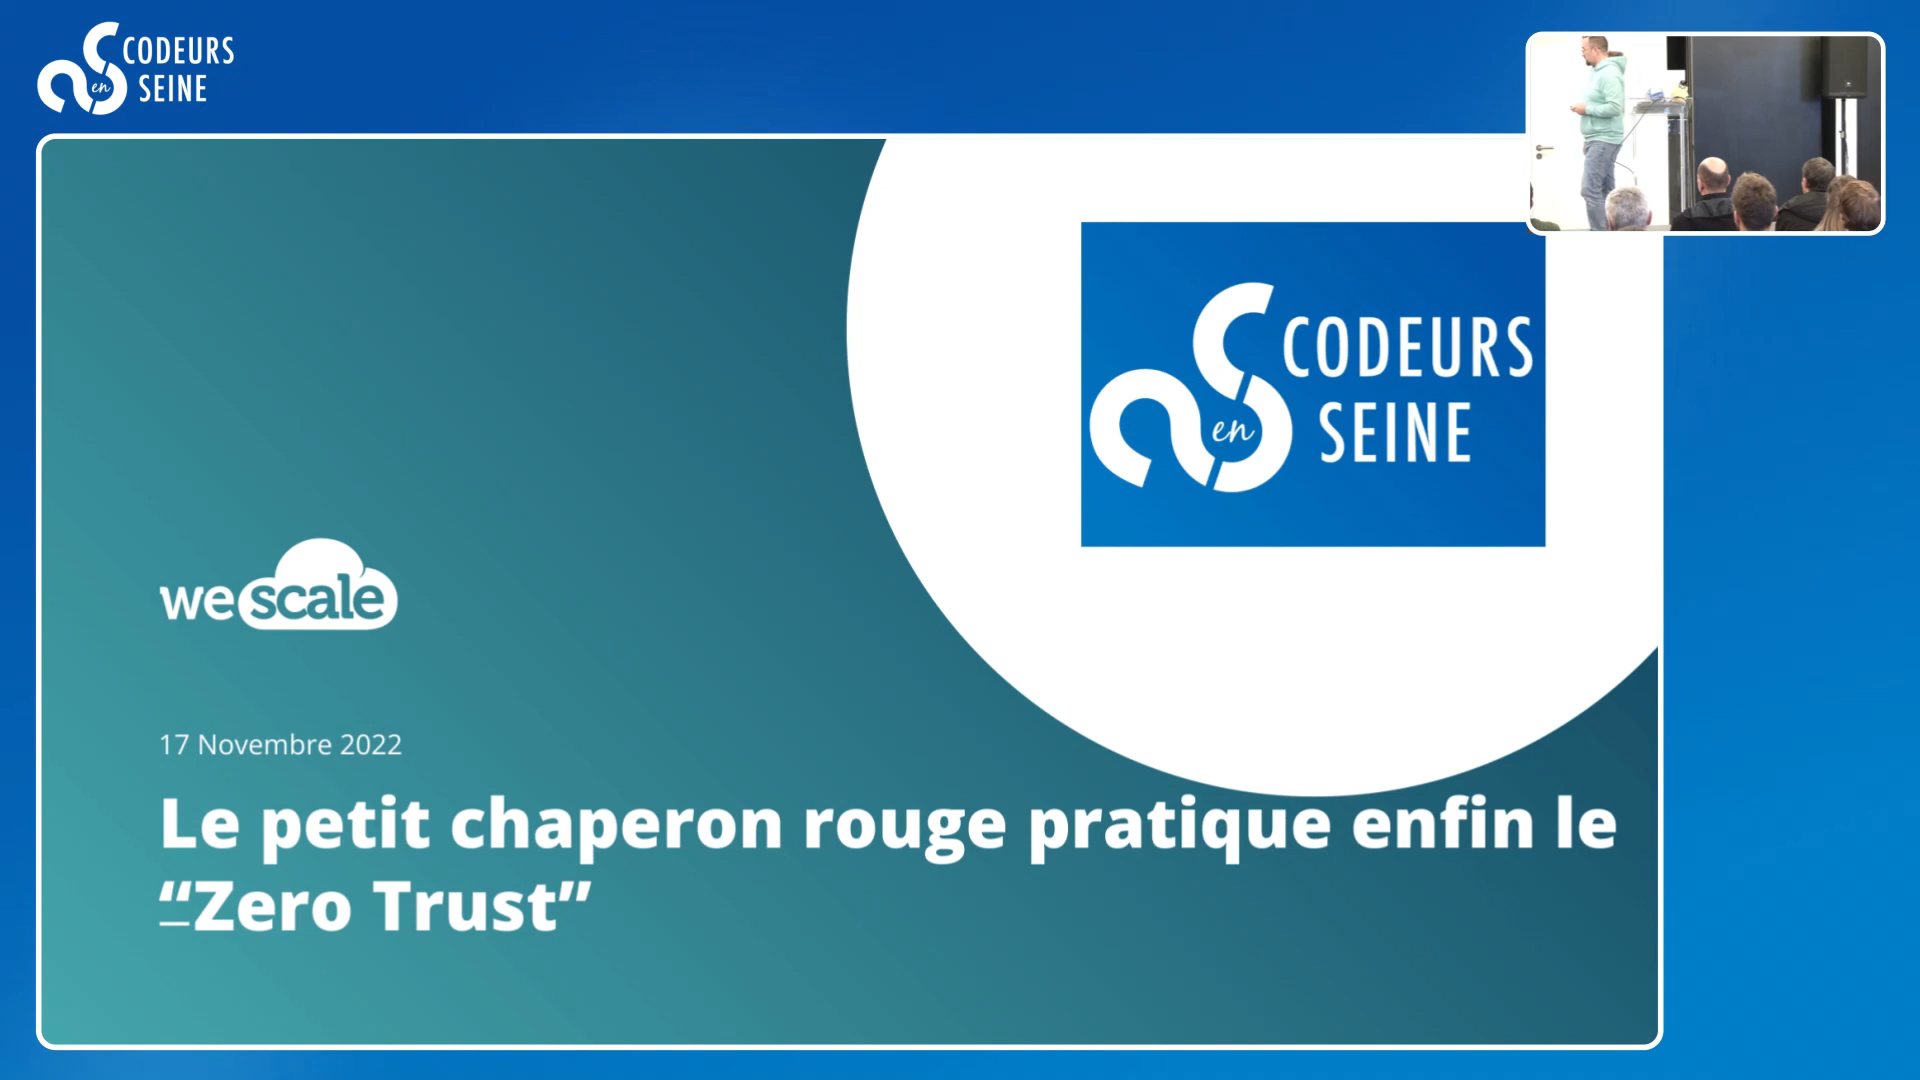 CODEURS
en
SEINE
CODEURS
en
SEINE
wescale
17 Novembre 2022
Le petit chaperon rouge pratique enfin le
“Zero Trust”